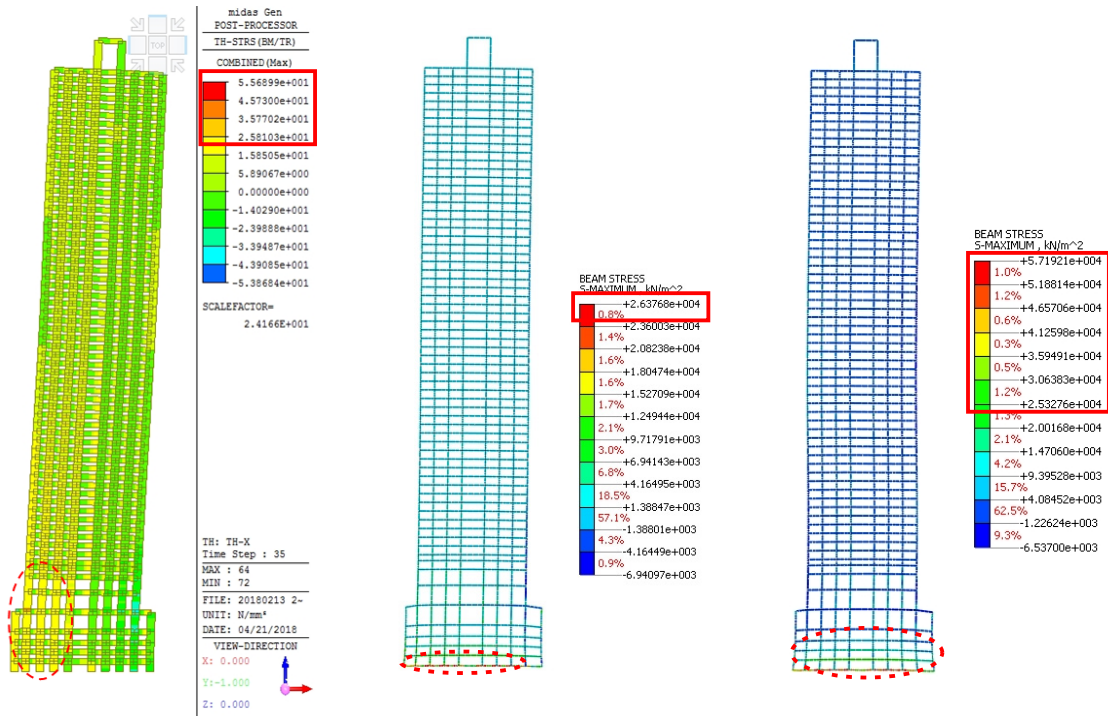 midas Gen
POST-PROCESSOR
TH-STRS(BM/TR)
COMBINED(Max)
5.56899e+001
4.57300e+001
3.57702e+001
2.58103e+001
1.58505e+001
5.89067e+000
0.00000e+000
-1.40290e+001
-2.39888e+001
-3.39487e+001
-4.39085e+001
-5.38684e+001
SCALEFACTOR=
2.4166E+001
TH: TH-X
Time Step : 35
MAX : 64
MIN : 72
FILE: 20180213 2-
UNIT: N/mm²
DATE: 04/21/2018
VIEW-DIRECTION
X: 0.000
Y:-1.000
Z: 0.000
TOP
BEAM STRESS
S-MAXIMUM , kN/m^2
+2.63768e+004
0.8%
+2.36003e+004
1.4%
+2.08238e+004
1.6%
+1.80474e+004
1.6%
+1.52709e+004
1.7%
+1.24944e+004
2.1%
+9.71791e+003
3.0%
+6.94143e+003
6.8%
+4.16495e+003
18.5%
+1.38847e+003
57.1%
-1.38801e+003
4.3%
-4.16449e+003
0.9%
-6.94097e+003
BEAM STRESS
S-MAXIMUM , kN/m^2
+5.71921e+004
1.0%
+5.18814e+004
1.2%
+4.65706e+004
0.6%
+4.12598e+004
0.3%
+3.59491e+004
0.5%
+3.06383e+004
1.2%
+2.53276e+004
1.3%
+2.00168e+004
2.1%
+1.47060e+004
4.2%
+9.39528e+003
15.7%
+4.08452e+003
62.5%
-1.22624e+003
9.3%
-6.53700e+003